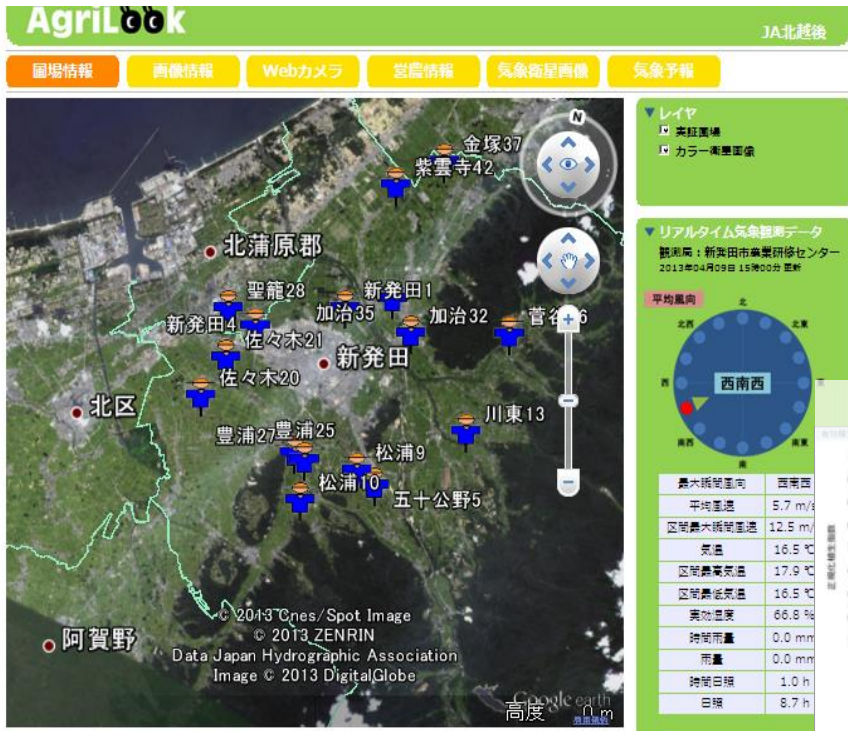 AgriLook
JA北越後
圃場情報
画像情報
Webカメラ
営農情報
気象衛星画像
気象予報
レイヤ
実証圃場
カラー衛星画像
N
金塚37
紫雲寺42
北蒲原郡
聖籠28
新発田1
加治35
新発田4
加治32
佐々木21
新発田
佐々木20
北区
川東13
豊浦27
豊浦25
松浦9
松浦10
五十公野5
阿賀野
© 2013 Cnes/Spot Image
© 2013 ZENRIN
Data Japan Hydrographic Association
Image © 2013 DigitalGlobe
Google earth
高度 0 m
リアルタイム気象観測データ
観測局：新発田市農業研修センター
2013年04月09日 15時00分 更新
平均風向
北
北西
北東
西
西南西
南西
南東
南
最大瞬間風向 西南西
平均風速 5.7 m/s
区間最大瞬間風速 12.5 m/
気温 16.5 ℃
区間最高気温 17.9 ℃
区間最低気温 16.5 ℃
実効湿度 66.8 %
時間雨量 0.0 mm
雨量 0.0 mm
時間日照 1.0 h
日照 8.7 h
正規化植生指数